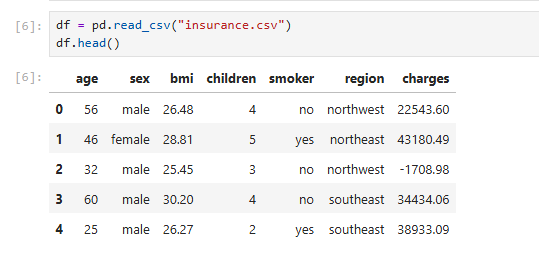 [6]: df = pd.read_csv("insurance.csv")
df.head()
[6]: age sex bmi children smoker region charges
0 56 male 26.48 4 no northwest 22543.60
1 46 female 28.81 5 yes northeast 43180.49
2 32 male 25.45 3 no northwest -1708.98
3 60 male 30.20 4 no southeast 34434.06
4 25 male 26.27 2 yes southeast 38933.09